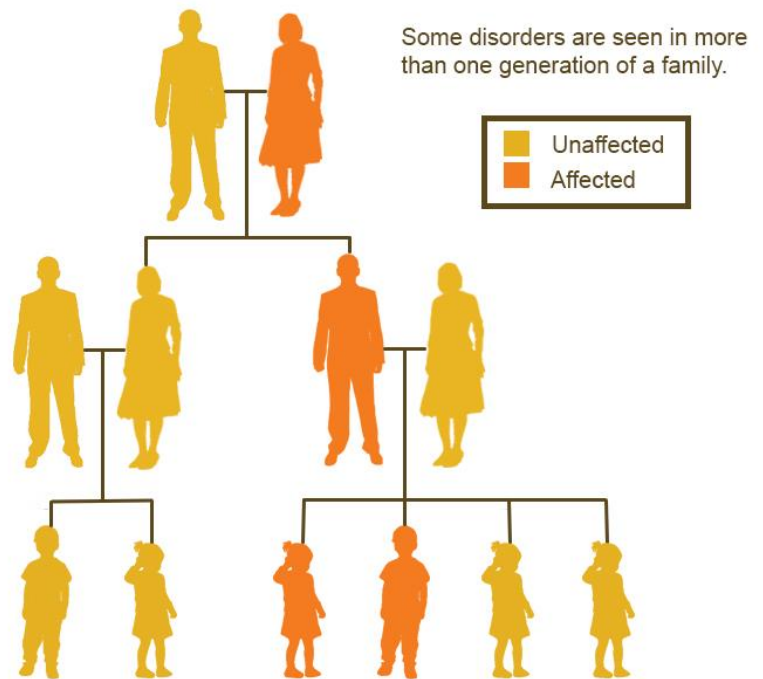 Some disorders are seen in more
than one generation of a family.
Unaffected
Affected